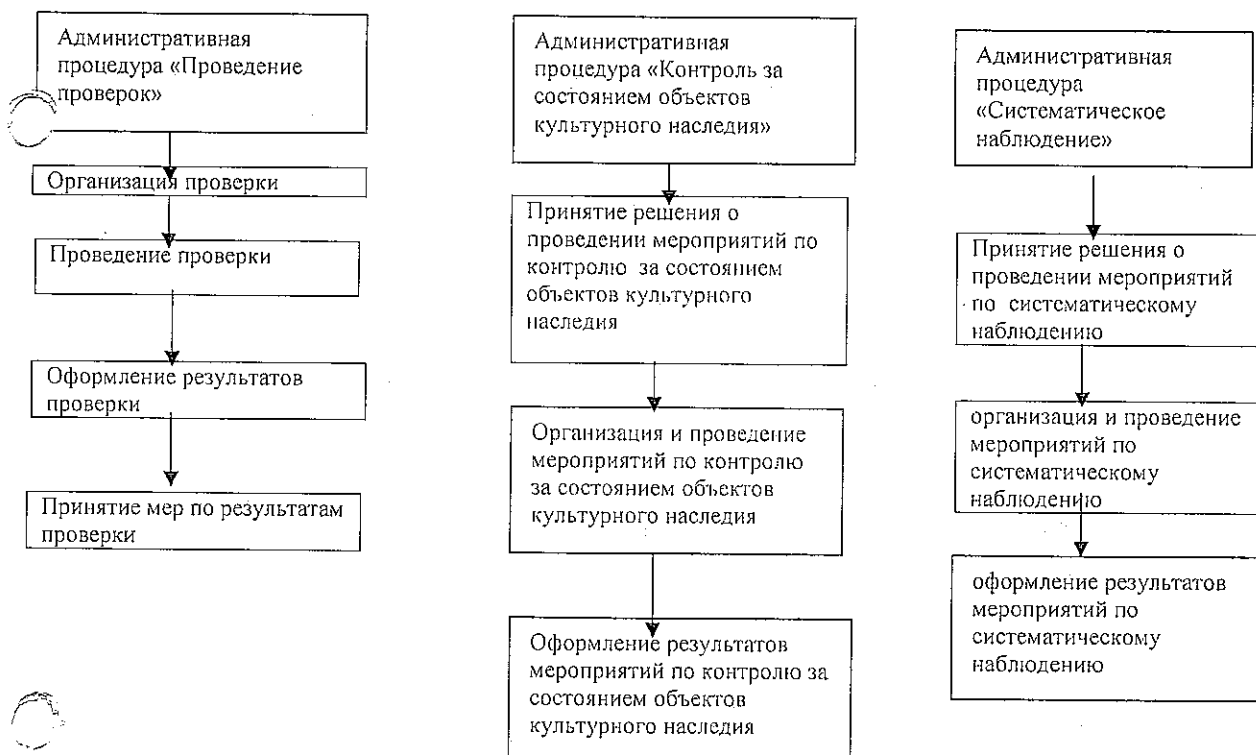 Административная
процедура «Проведение
проверок»
Организация проверки
Проведение проверки
Оформление результатов
проверки
Принятие мер по результатам
проверки
Административная
процедура «Контроль за
состоянием объектов
культурного наследия»
Принятие решения о
проведении мероприятий по
контролю за состоянием
объектов культурного
наследия
Организация и проведение
мероприятий по контролю
за состоянием объектов
культурного наследия
Оформление результатов
мероприятий по контролю за
состоянием объектов
культурного наследия
Административная
процедура
«Систематическое
наблюдение»
Принятие решения о
проведении мероприятий
по систематическому
наблюдению
организация и проведение
мероприятий по
систематическому
наблюдению
оформление результатов
мероприятий по
систематическому
наблюдению